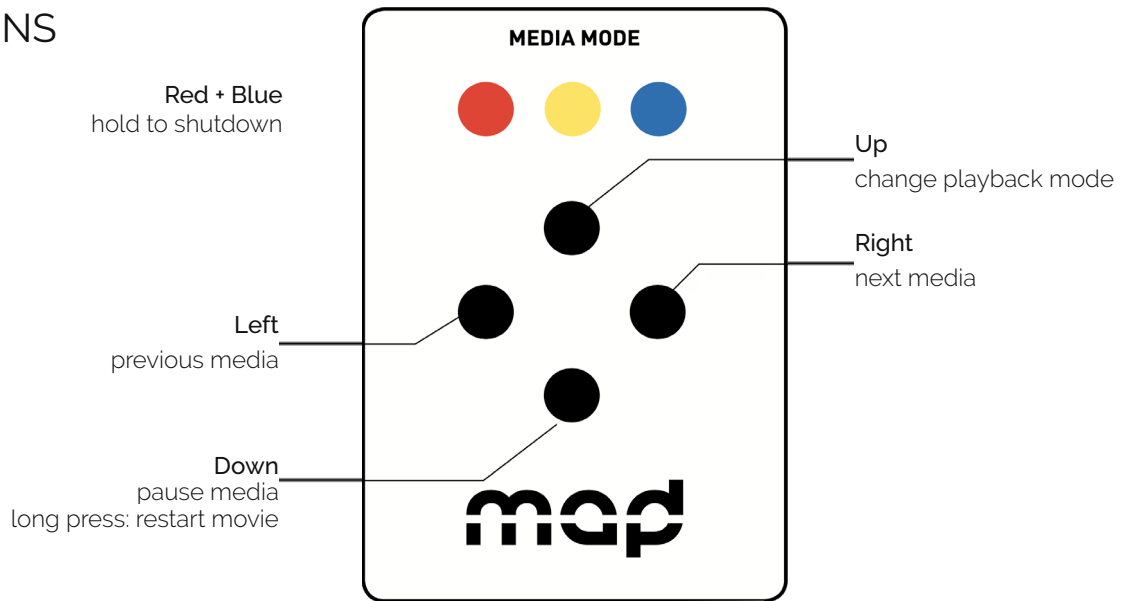 NS
MEDIA MODE
Red + Blue
hold to shutdown
Up
change playback mode
Right
next media
Left
previous media
Down
pause media
long press: restart movie
map